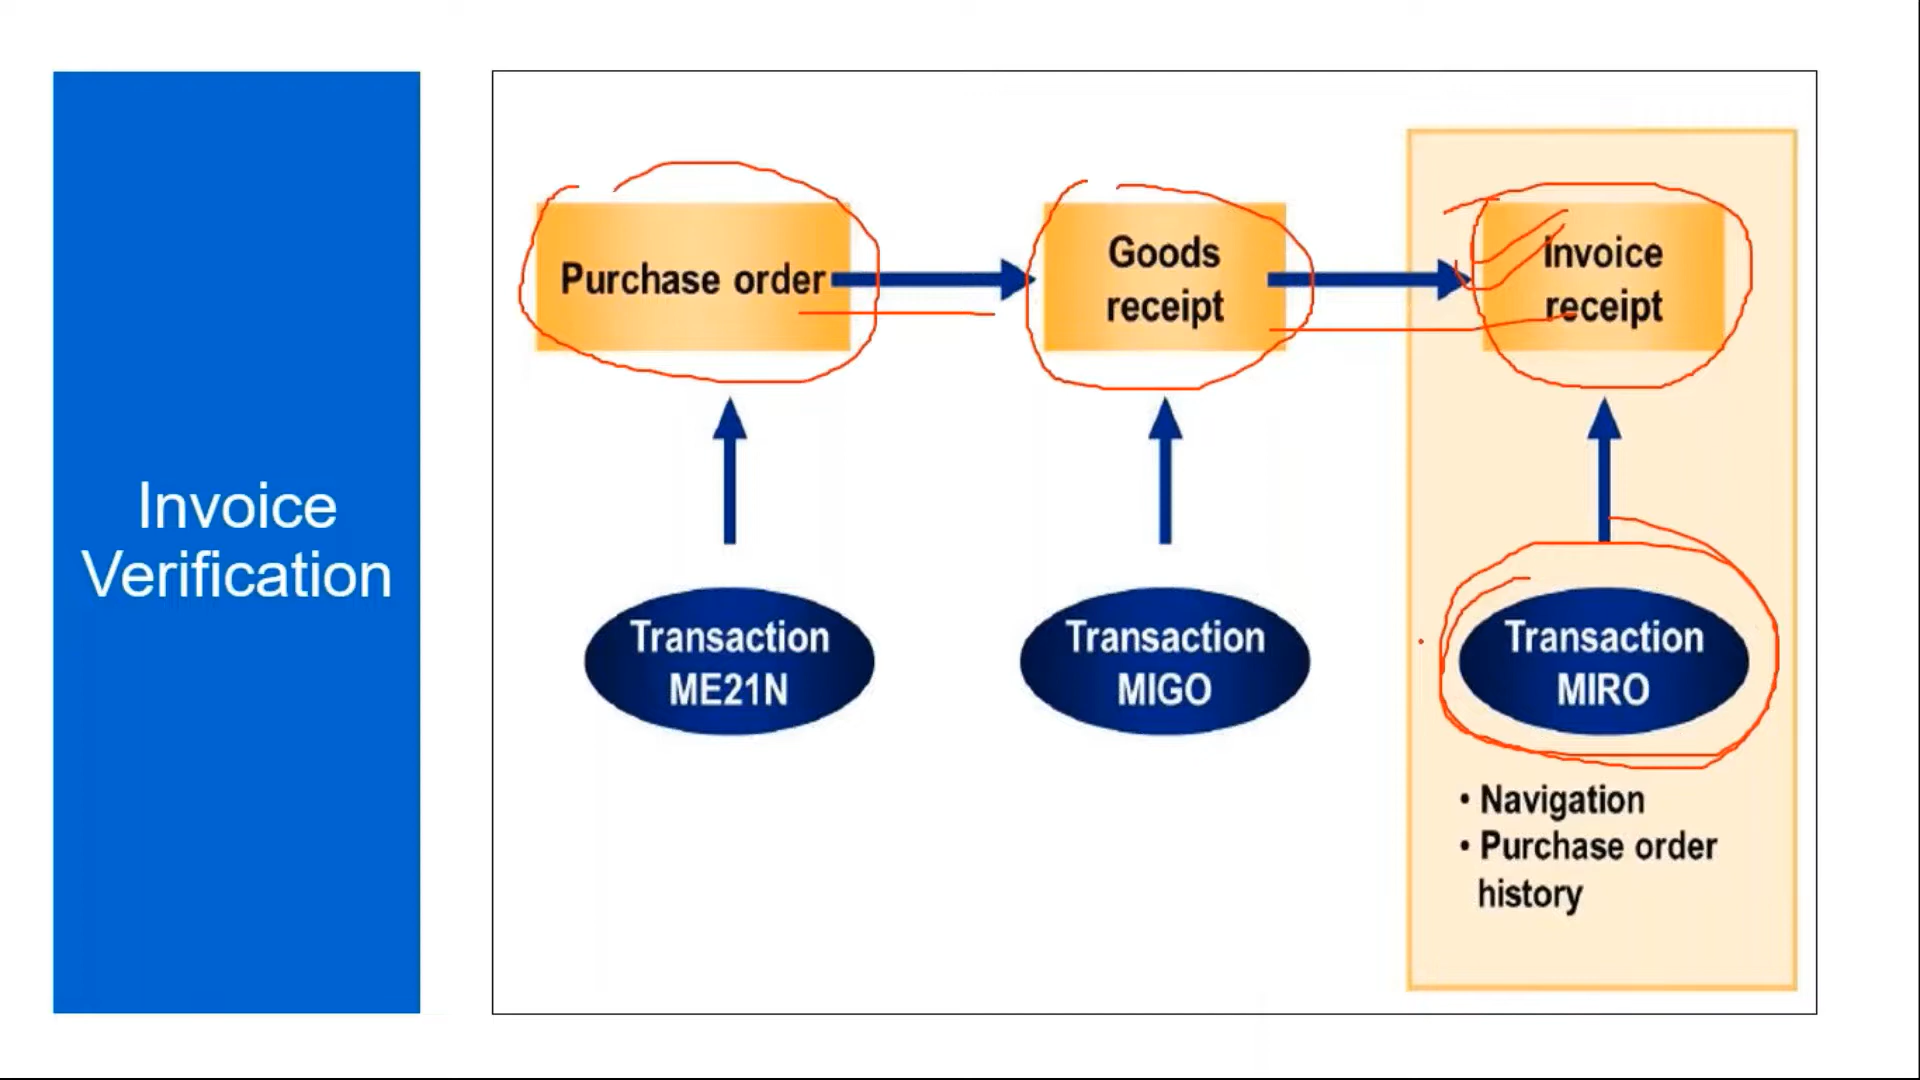 Invoice
Verification
Purchase order
Goods
receipt
Invoice
receipt
Transaction
ME21N
Transaction
MIGO
Transaction
MIRO
• Navigation
• Purchase order
history